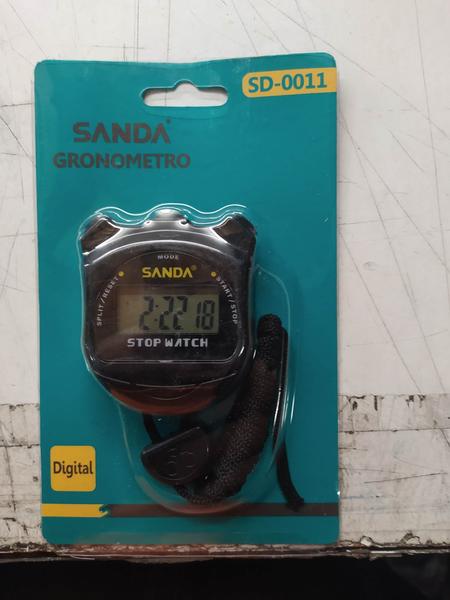 SD-0011
SANDA®
GRONOMETRO
MODE
SANDA®
SPLIT/RESET
START/STOP
2:22 18
STOP WATCH
Digital